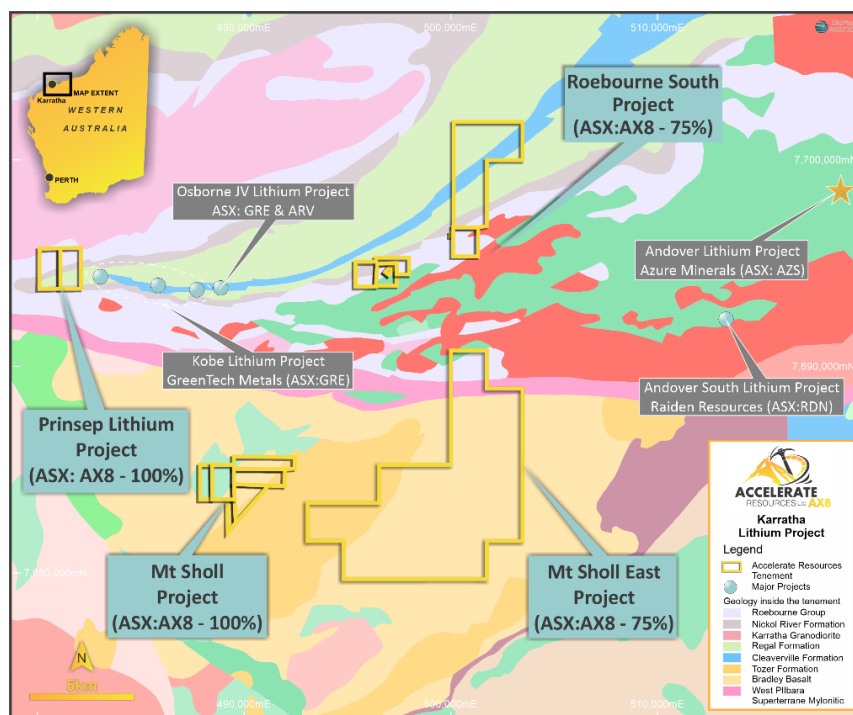 490,000mE
500,000mE
510,000mE
MAP EXTENT
Karratha
WESTERN
AUSTRALIA
PERTH
Roebourne South
Project
(ASX:AX8 - 75%)
7,700,000mN
Osborne JV Lithium Project
ASX: GRE & ARV
Andover Lithium Project
Azure Minerals (ASX: AZS)
Kobe Lithium Project
GreenTech Metals (ASX:GRE)
7,690,000mN
Andover South Lithium Project
Raiden Resources (ASX:RDN)
Prinsep Lithium
Project
(ASX: AX8 - 100%)
Mt Sholl
Project
(ASX:AX8 - 100%)
Mt Sholl East
Project
(ASX:AX8 - 75%)
7,680,000mN
N
5km
490,000mE
500,000mE
ACCELERATE
RESOURCES LTD AX8
Karratha
Lithium Project
Legend
Accelerate Resources
Tenement
Major Projects
Geology inside the tenement
Roebourne Group
Nickol River Formation
Karratha Granodiorite
Regal Formation
Cleaverville Formation
Tozer Formation
Bradley Basalt
West PIlbara
Superterrane Mylonitic